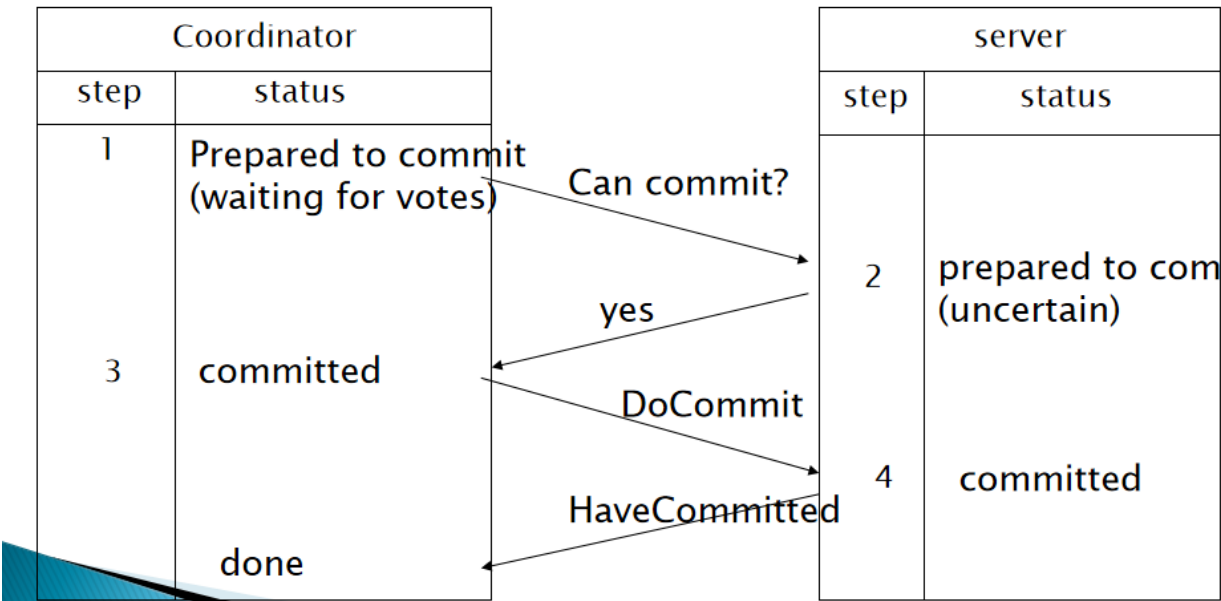 Coordinator
server
step
status
step
status
1
Prepared to commit
(waiting for votes)
Can commit?
2
prepared to com
(uncertain)
yes
3
committed
DoCommit
4
committed
HaveCommitted
done